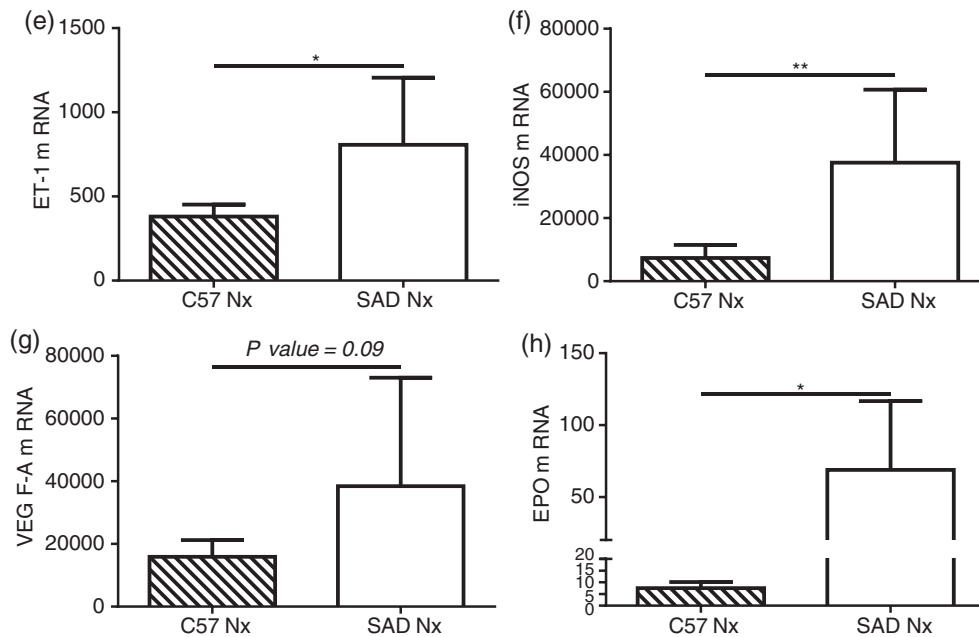 (e)
1500
1000
500
0
ET-1 m RNA
*
C57 Nx
SAD Nx
(f)
80000
60000
40000
20000
0
iNOS m RNA
**
C57 Nx
SAD Nx
(g)
80000
60000
40000
20000
0
VEG F-A m RNA
P value = 0.09
C57 Nx
SAD Nx
(h)
150
100
50
20
15
10
5
0
EPO m RNA
*
C57 Nx
SAD Nx